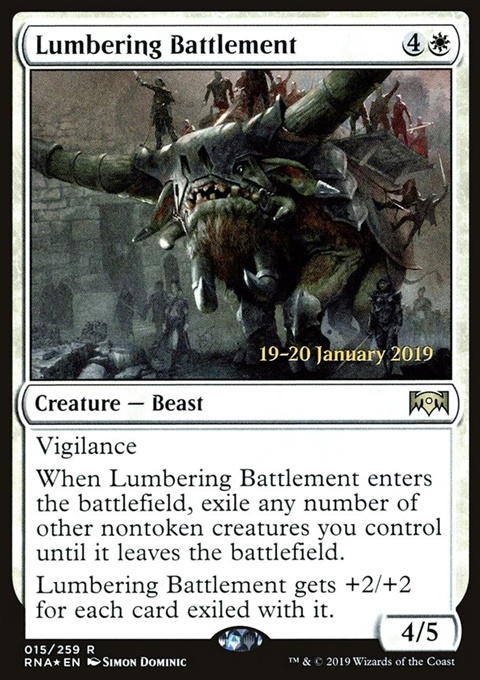 Lumbering Battlement 4
19–20 January 2019
Creature — Beast
Vigilance
When Lumbering Battlement enters
the battlefield, exile any number of
other nontoken creatures you control
until it leaves the battlefield.
Lumbering Battlement gets +2/+2
for each card exiled with it.
4/5
015/259 R
RNA★EN Simon Dominic
™ & © 2019 Wizards of the Coast